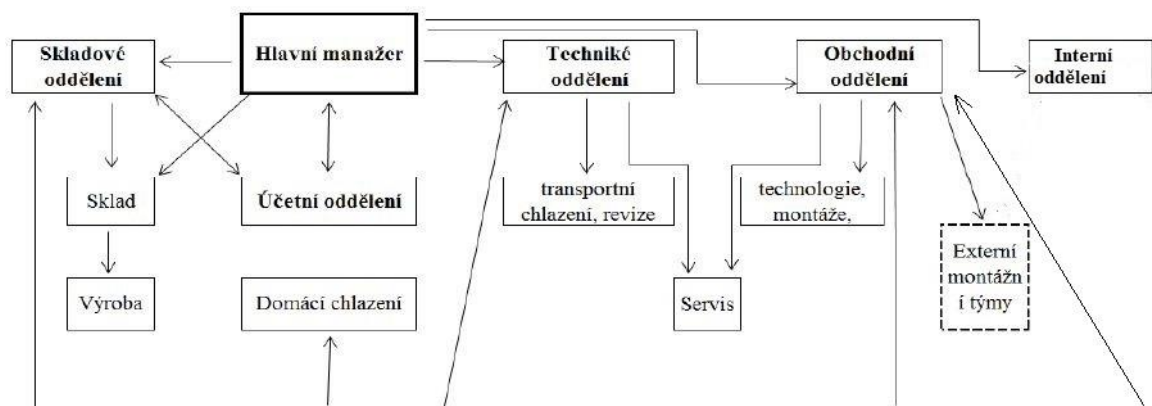 Skladové
oddělení
Hlavní manažer
Techniké
oddělení
Obchodní
oddělení
Interní
oddělení
Sklad
Účetní oddělení
transportní
chlazení, revize
technologie,
montáže,
Externí
montážn
í týmy
Výroba
Domácí chlazení
Servis